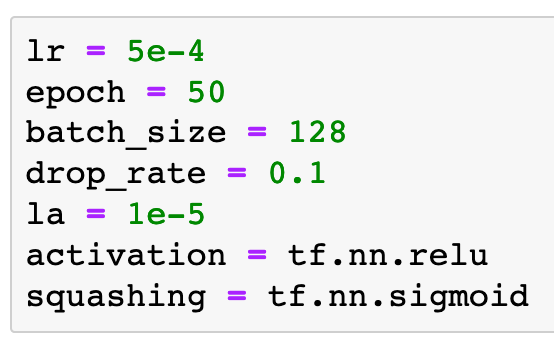 lr = 5e-4
epoch = 50
batch_size = 128
drop_rate = 0.1
la = 1e-5
activation = tf.nn.relu
squashing = tf.nn.sigmoid